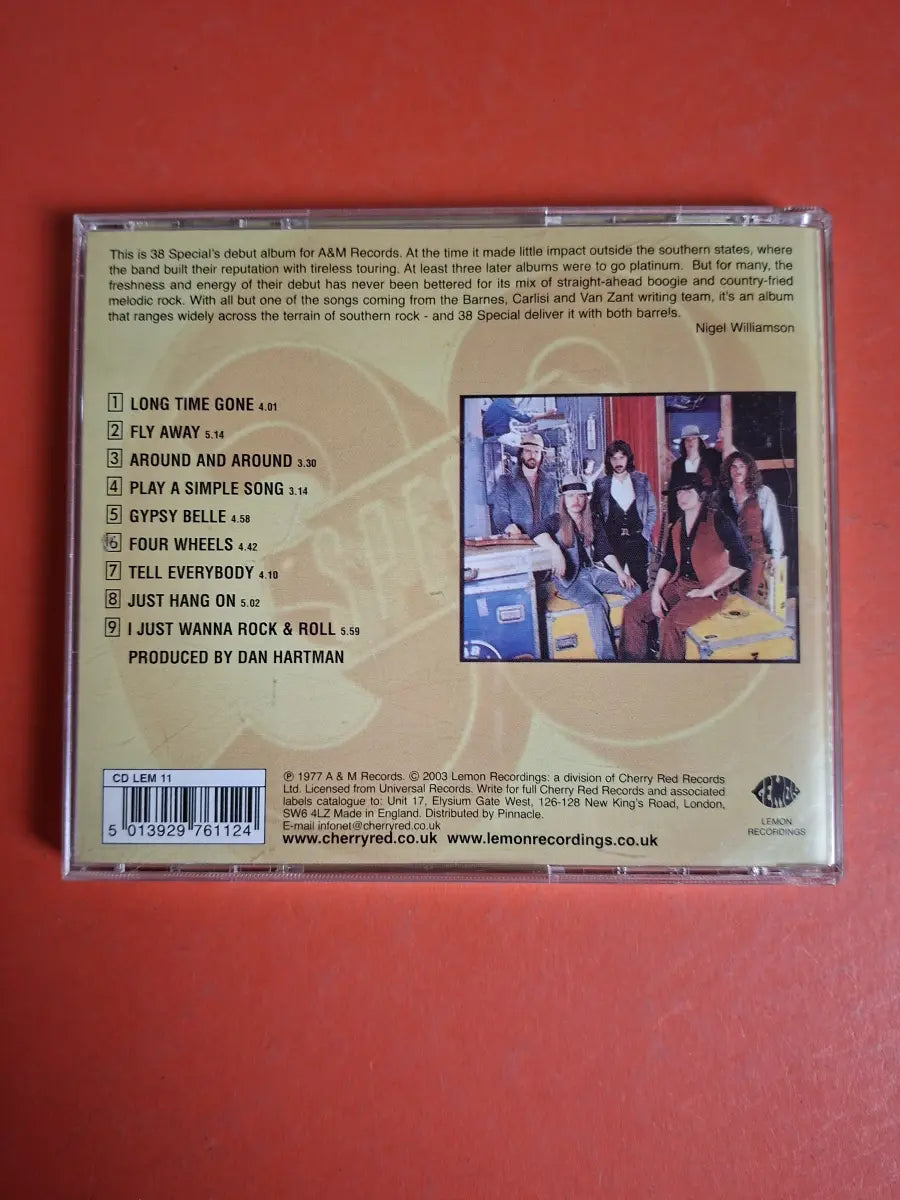 This is 38 Special's debut album for A&M Records. At the time it made little impact outside the southern states, where
the band built their reputation with tireless touring. At least three later albums were to go platinum. But for many, the
freshness and energy of their debut has never been bettered for its mix of straight-ahead boogie and country-fried
melodic rock. With all but one of the songs coming from the Barnes, Carlisi and Van Zant writing team, it's an album
that ranges widely across the terrain of southern rock - and 38 Special deliver it with both barrels.
Nigel Williamson
1 LONG TIME GONE 4.01
2 FLY AWAY 5.14
3 AROUND AND AROUND 3.30
4 PLAY A SIMPLE SONG 3.14
5 GYPSY BELLE 4.58
6 FOUR WHEELS 4.42
7 TELL EVERYBODY 4.10
8 JUST HANG ON 5.02
9 I JUST WANNA ROCK & ROLL 5.59
PRODUCED BY DAN HARTMAN
CD LEM 11
5 013929 761124
℗ 1977 A & M Records. © 2003 Lemon Recordings: a division of Cherry Red Records
Ltd. Licensed from Universal Records. Write for full Cherry Red Records and associated
labels catalogue to: Unit 17, Elysium Gate West, 126-128 New King's Road, London,
SW6 4LZ Made in England. Distributed by Pinnacle.
E-mail infonet@cherryred.co.uk
www.cherryred.co.uk www.lemonrecordings.co.uk
LEMON
LEMON
RECORDINGS